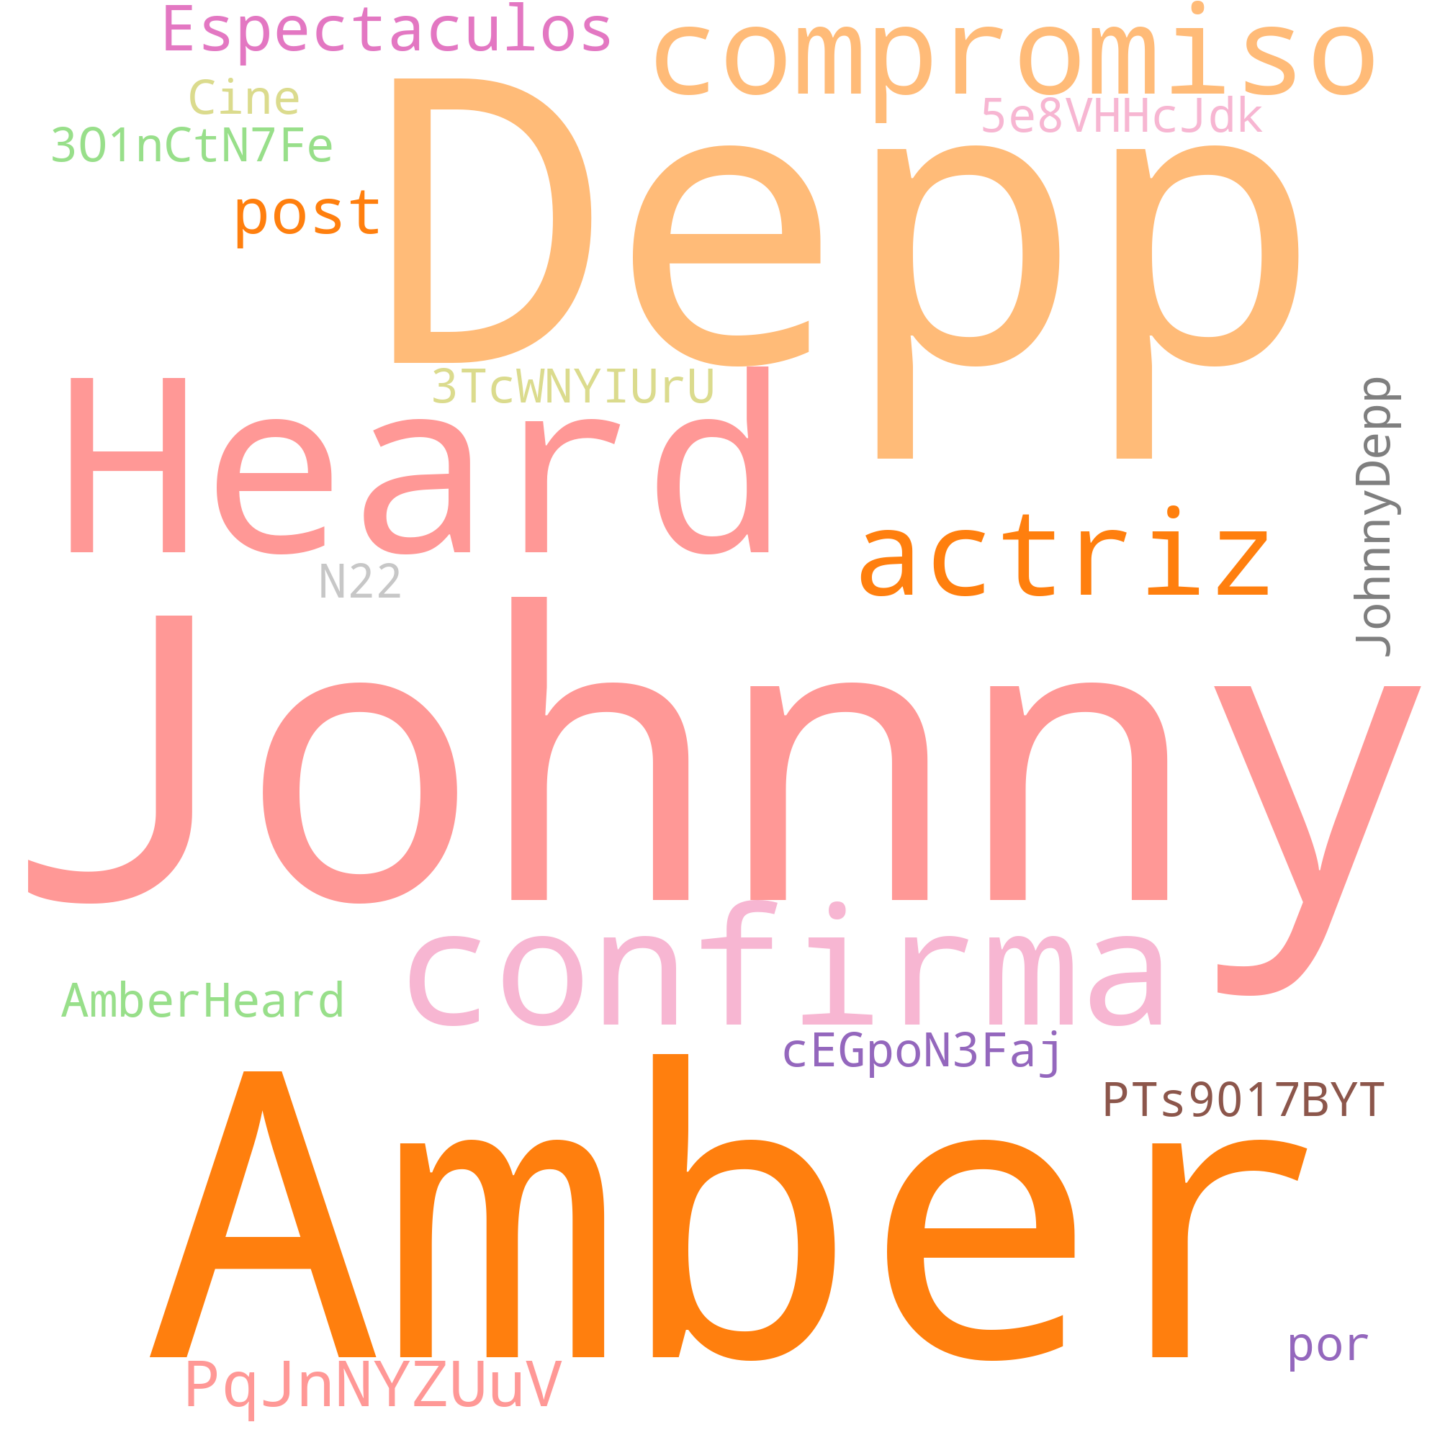 Espectaculos
compromiso
Cine
5e8VHHcJdk
3O1nCtN7Fe
post
Depp
3TcWNYIUrU
Heard
JohnnyDepp
actriz
N22
Johnny
confirma
AmberHeard
cEGpoN3Faj
PTs9017BYT
Amber
por
PqJnNYZUuV